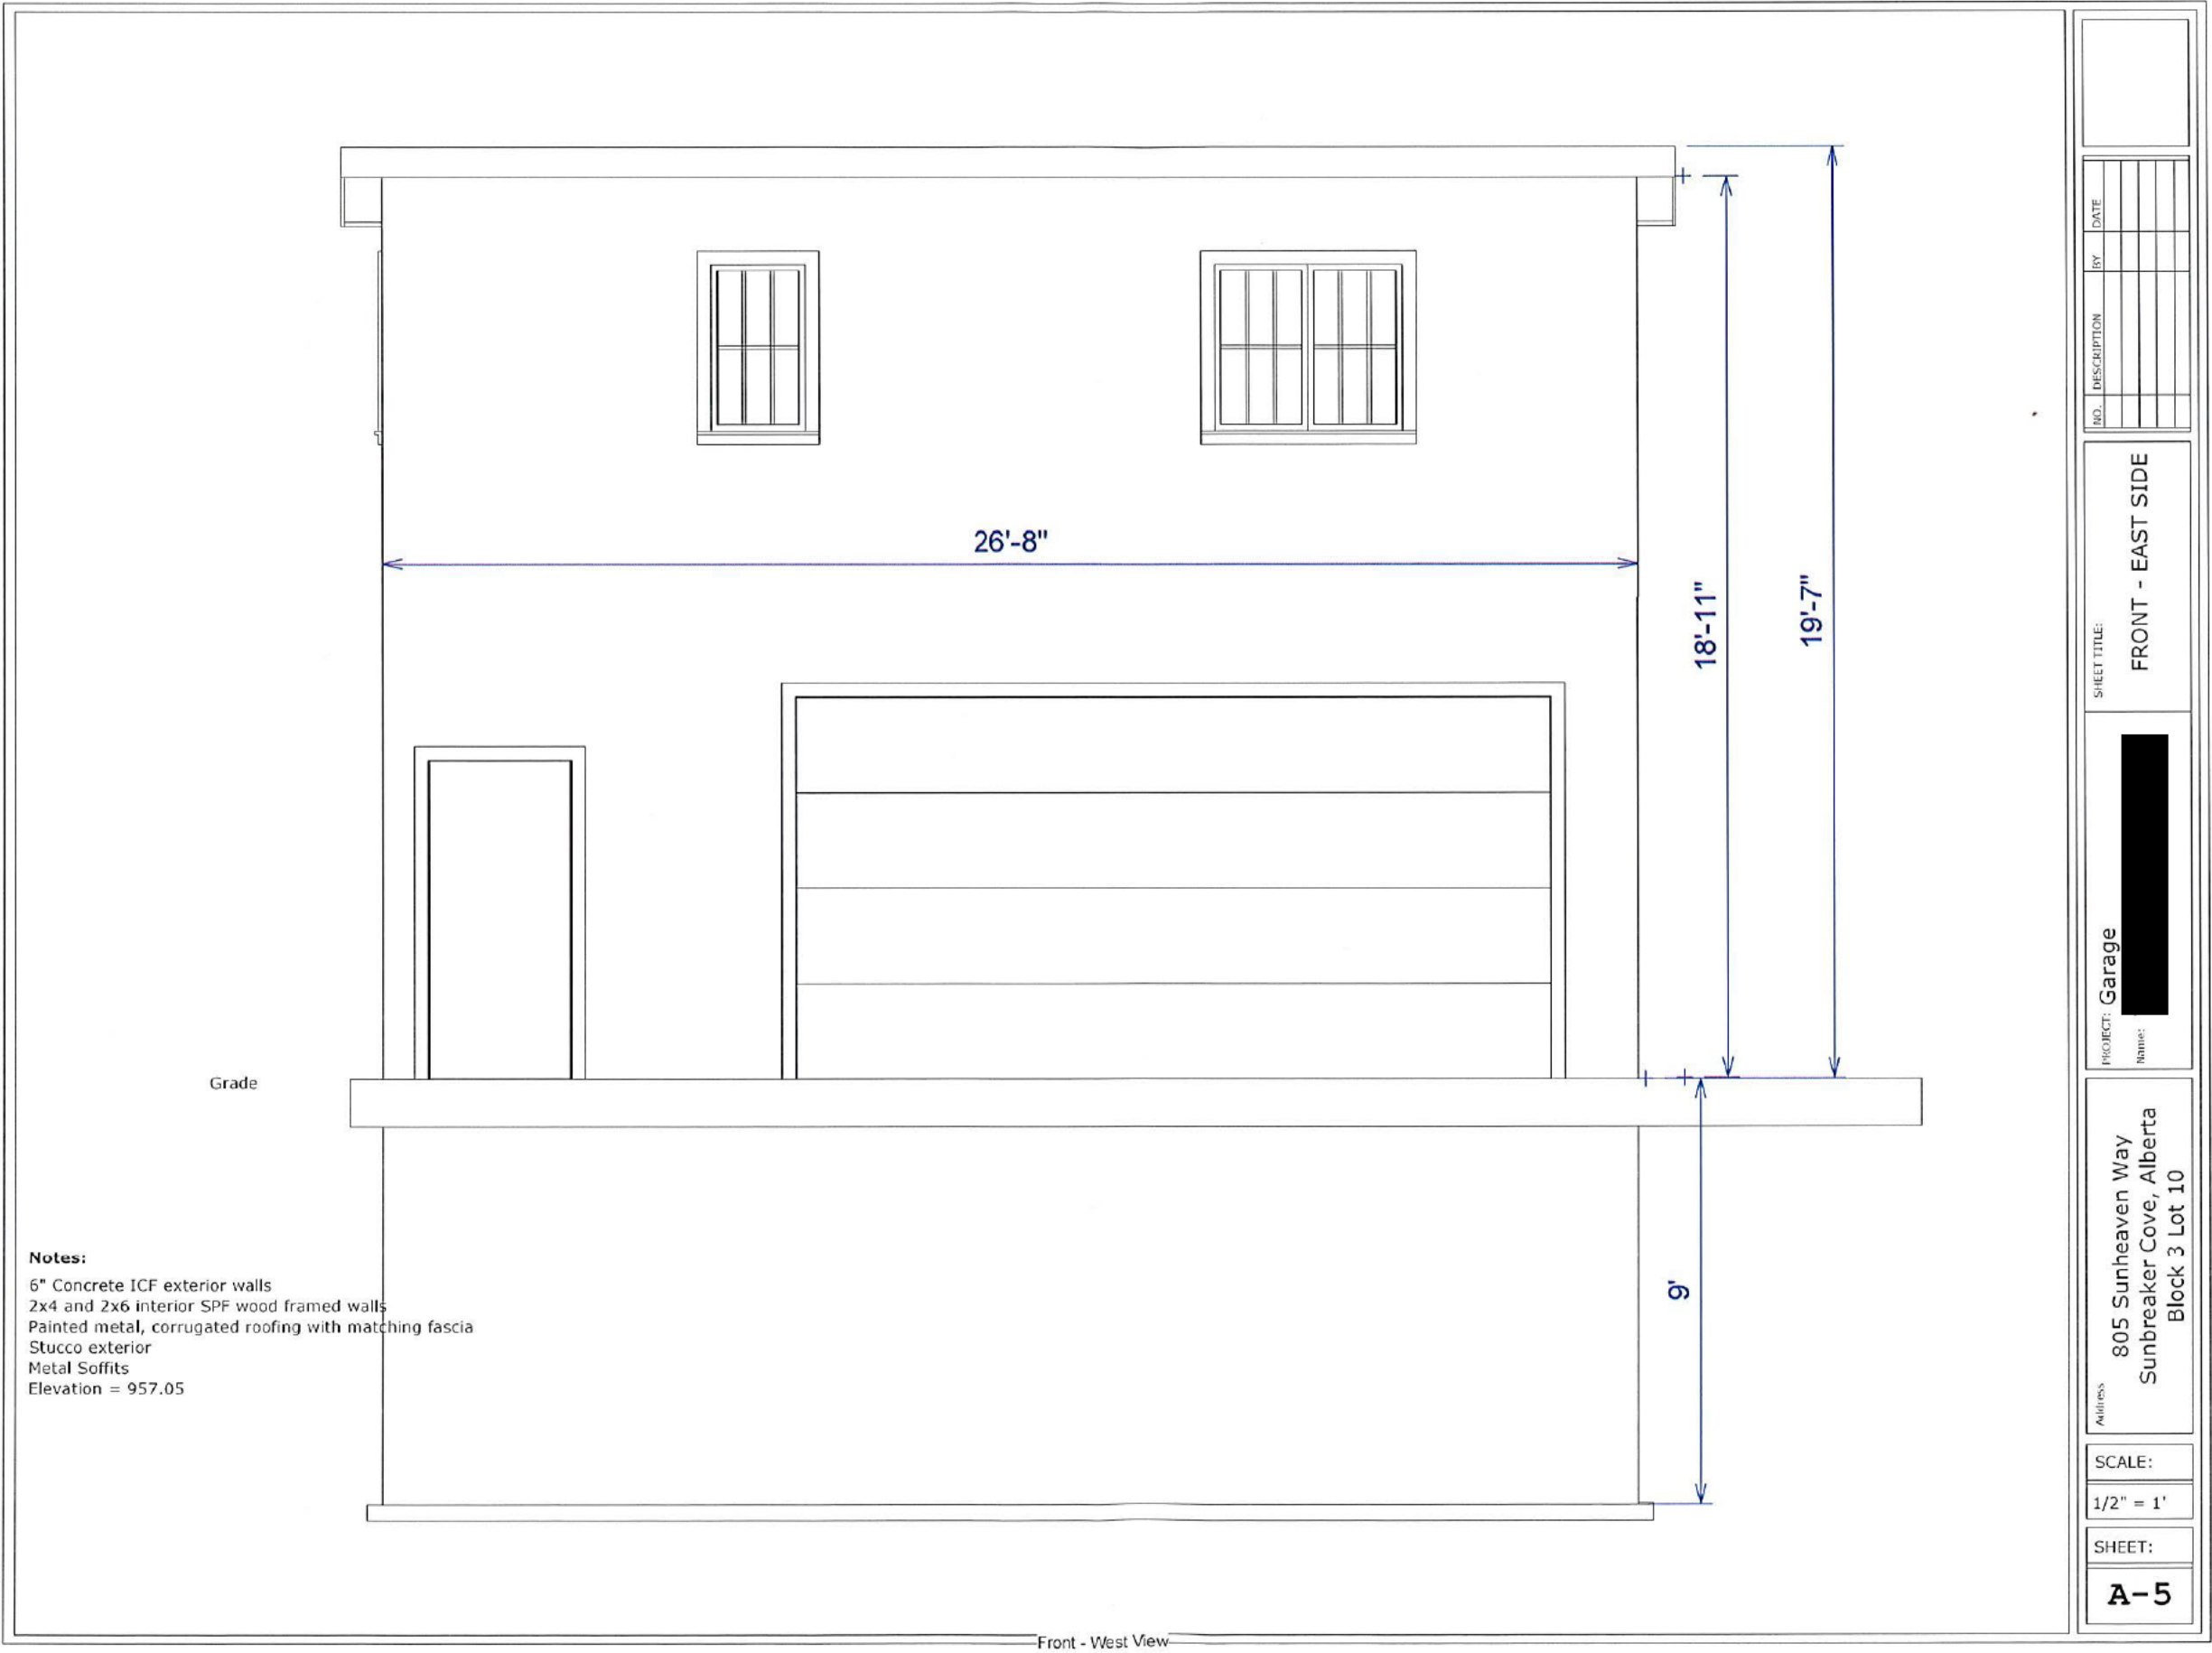 26'-8"
18'-11"
19'-7"
Grade
9'
Notes:
6" Concrete ICF exterior walls
2x4 and 2x6 interior SPF wood framed walls
Painted metal, corrugated roofing with matching fascia
Stucco exterior
Metal Soffits
Elevation = 957.05
Front - West View
NO. DESCRIPTION BY DATE
SHEET TITLE:
FRONT - EAST SIDE
PROJECT: Garage
Name:
Address
805 Sunheaven Way
Sunbreaker Cove, Alberta
Block 3 Lot 10
SCALE:
1/2" = 1'
SHEET:
A-5